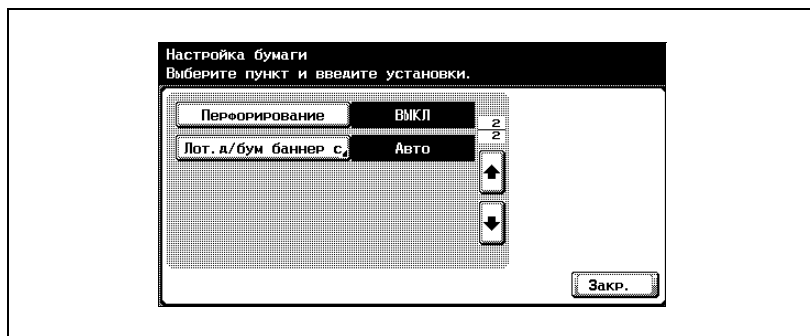 Настройка бумаги
Выберите пункт и введите установки.
Перфорирование ВЫКЛ
2
2
Лот.д/бум баннер с Авто
Закр.